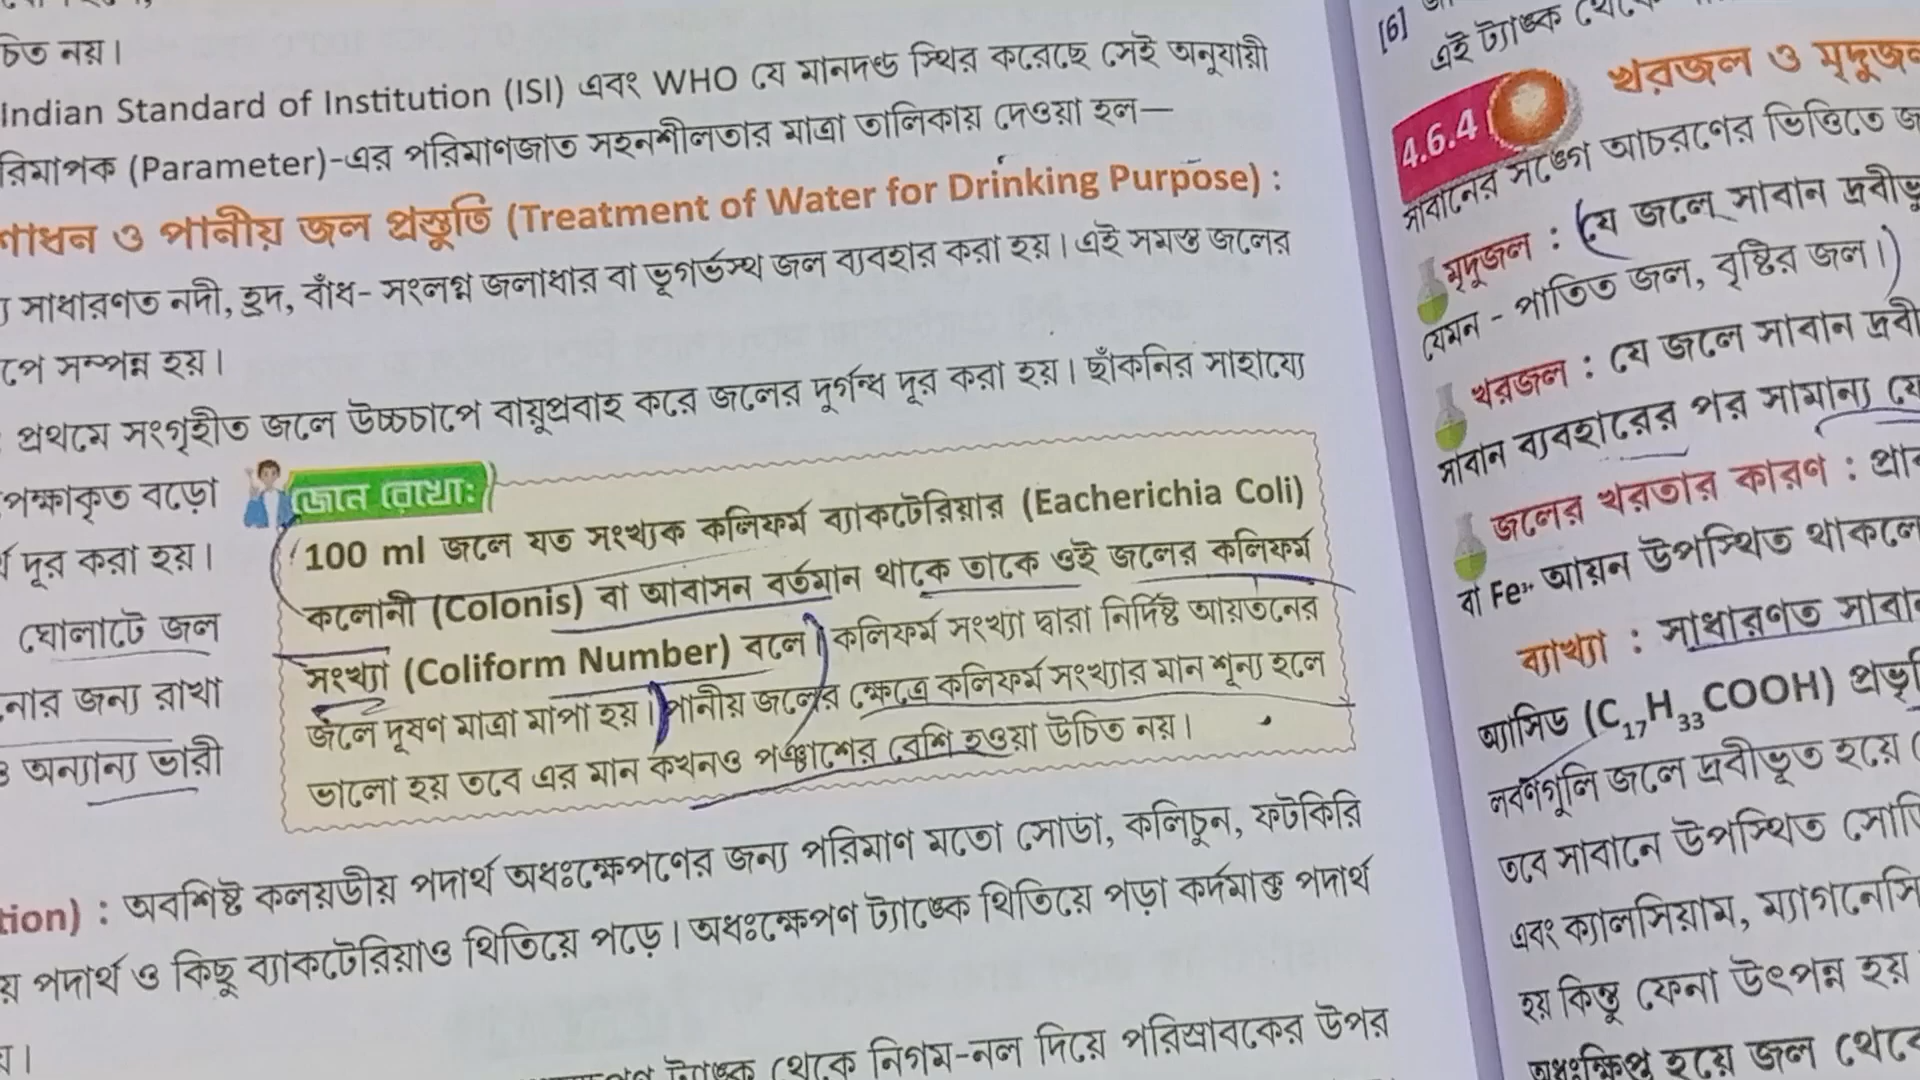 চিত নয়।
Indian Standard of Institution (ISI) এবং WHO যে মানদণ্ড স্থির করেছে সেই অনুযায়ী
রিমাপক (Parameter)-এর পরিমাণজাত সহনশীলতার মাত্রা তালিকায় দেওয়া হল—
শোধন ও পানীয় জল প্রস্তুতি (Treatment of Water for Drinking Purpose) :
সাধারণত নদী, হ্রদ, বাঁধ- সংলগ্ন জলাধার বা ভূগর্ভস্থ জল ব্যবহার করা হয়। এই সমস্ত জলের
পে সম্পন্ন হয়।
: প্রথমে সংগৃহীত জলে উচ্চচাপে বায়ুপ্রবাহ করে জলের দুর্গন্ধ দূর করা হয়। ছাঁকনির সাহায্যে
পক্ষাকৃত বড়ো
র্থ দূর করা হয়।
ঘোলাটে জল
নোর জন্য রাখা
ও অন্যান্য ভারী
জেনে রেখো:
100 ml জলে যত সংখ্যক কলিফর্ম ব্যাকটেরিয়ার (Eacherichia Coli)
কলোনী (Colonis) বা আবাসন বর্তমান থাকে তাকে ওই জলের কলিফর্ম
সংখ্যা (Coliform Number) বলে। কলিফর্ম সংখ্যা দ্বারা নির্দিষ্ট আয়তনের
জলে দূষণ মাত্রা মাপা হয়। পানীয় জলের ক্ষেত্রে কলিফর্ম সংখ্যার মান শূন্য হলে
ভালো হয় তবে এর মান কখনও পঞ্চাশের বেশি হওয়া উচিত নয়।
tion) : অবশিষ্ট কলয়ডীয় পদার্থ অধঃক্ষেপণের জন্য পরিমাণ মতো সোডা, কলিচুন, ফটকিরি
য় পদার্থ ও কিছু ব্যাকটেরিয়াও থিতিয়ে পড়ে। অধঃক্ষেপণ ট্যাঙ্কে থিতিয়ে পড়া কর্দমাক্ত পদার্থ
য়।
ট্যাঙ্ক থেকে নিগম-নল দিয়ে পরিস্রাবকের উপর
[6]
এই ট্যাঙ্ক থেকে
4.6.4 খরজল ও মৃদুজল
সাবানের সঙ্গে আচরণের ভিত্তিতে জ
মৃদুজল : (যে জলে সাবান দ্রবীভূ
যেমন - পাতিত জল, বৃষ্টির জল।)
খরজল : যে জলে সাবান দ্রবী
সাবান ব্যবহারের পর সামান্য যে
জলের খরতার কারণ : প্রা
বা Fe³⁺ আয়ন উপস্থিত থাকলে
ব্যাখ্যা : সাধারণত সাবান
অ্যাসিড (C₁₇H₃₃COOH) প্রভৃ
লবণগুলি জলে দ্রবীভূত হয়ে
তবে সাবানে উপস্থিত সোডি
এবং ক্যালসিয়াম, ম্যাগনেসি
হয় কিন্তু ফেনা উৎপন্ন হয়
অধঃক্ষিপ্ত হয়ে জল থেকে